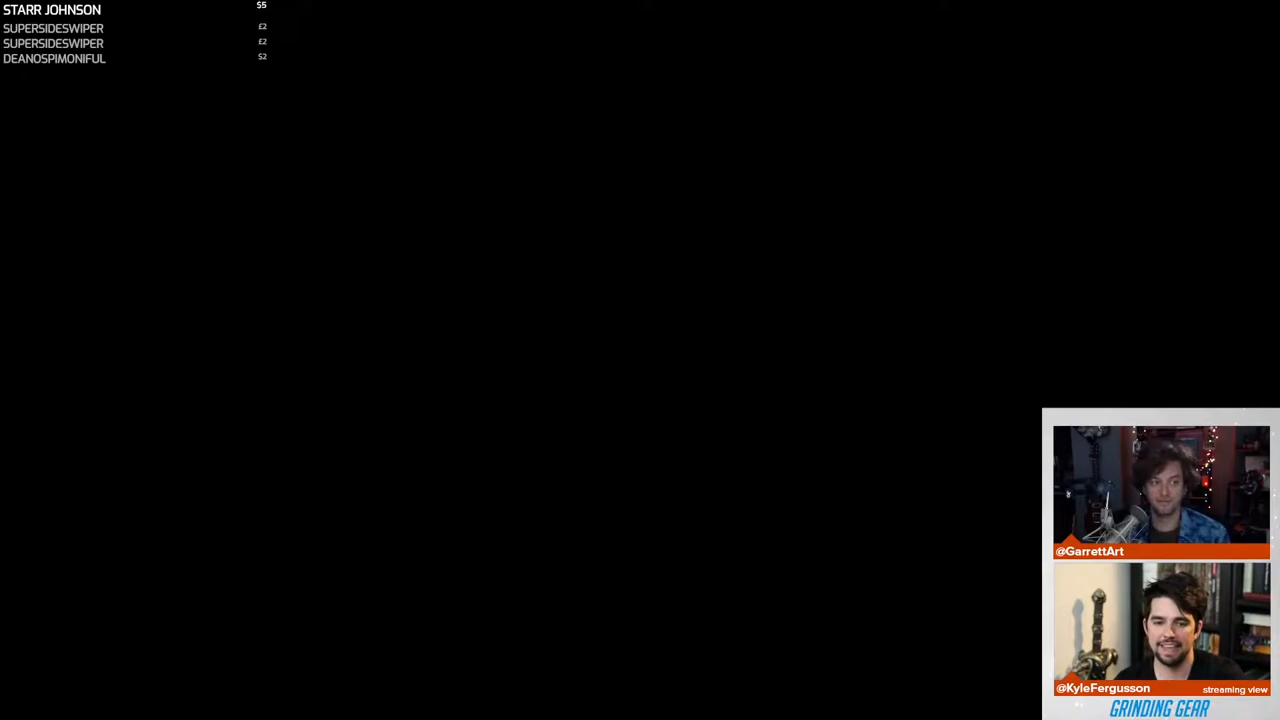 STARR JOHNSON $5
SUPERSIDESWIPER £2
SUPERSIDESWIPER £2
DEANOSPIMONIFUL $2
@GarrettArt
@KyleFergusson streaming view
GRINDING GEAR